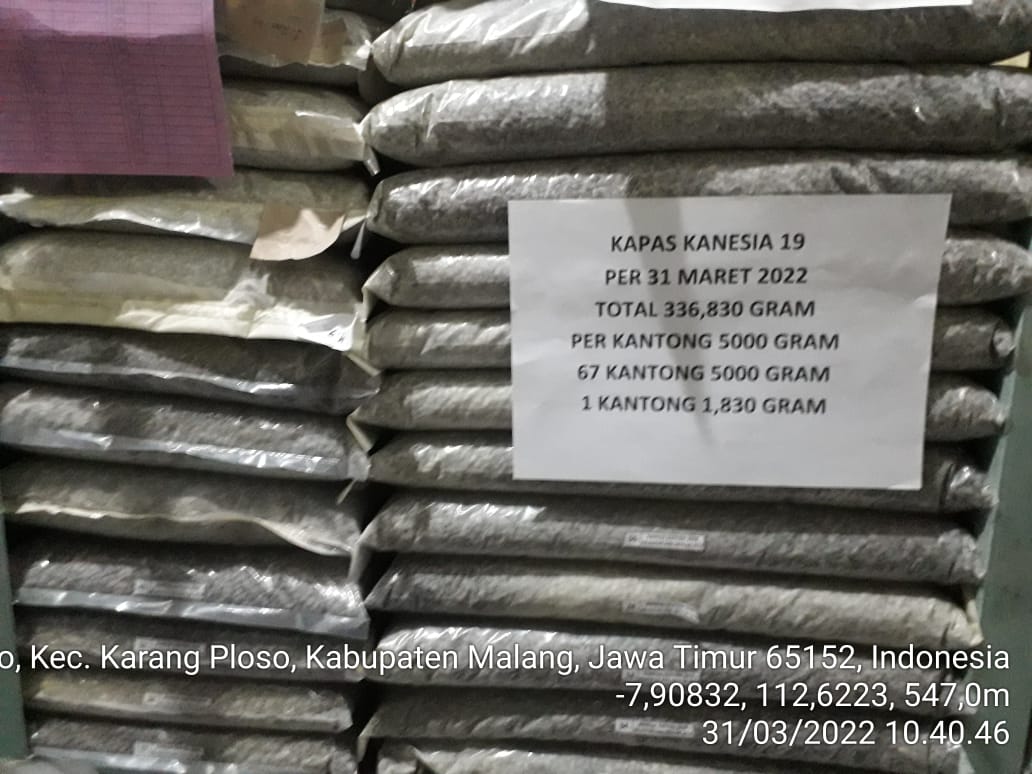 KAPAS KANESIA 19
PER 31 MARET 2022
TOTAL 336,830 GRAM
PER KANTONG 5000 GRAM
67 KANTONG 5000 GRAM
1 KANTONG 1,830 GRAM
o, Kec. Karang Ploso, Kabupaten Malang, Jawa Timur 65152, Indonesia
-7,90832, 112,6223, 547,0m
31/03/2022 10.40.46